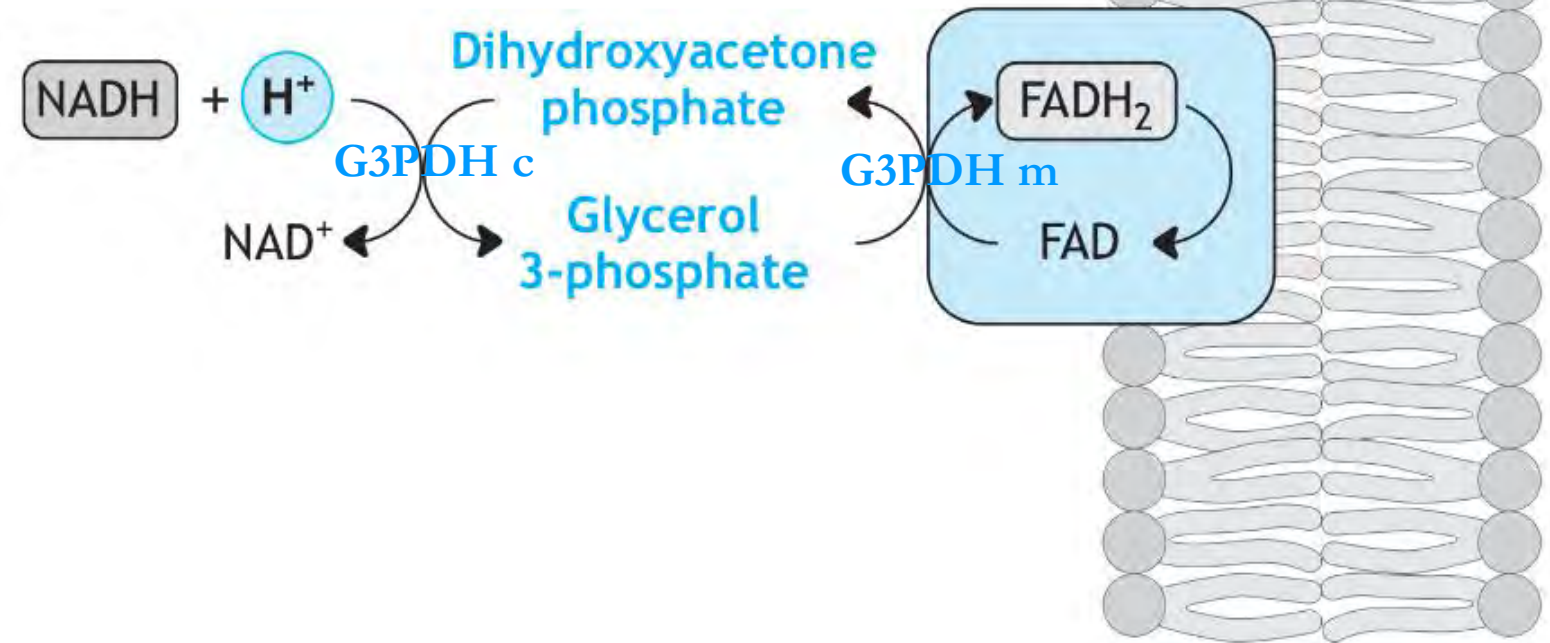 Dihydroxyacetone
phosphate
NADH + H⁺
FADH₂
G3PDH c
G3PDH m
NAD⁺
Glycerol
3-phosphate
FAD